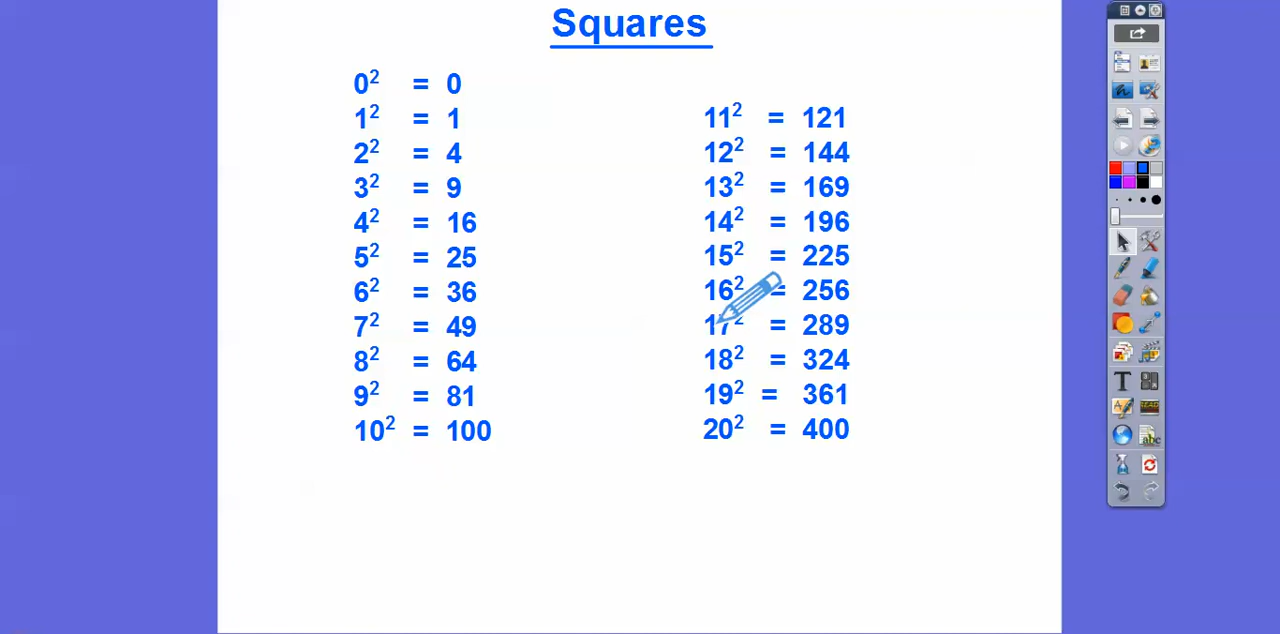 Squares
0² = 0
1² = 1
2² = 4
3² = 9
4² = 16
5² = 25
6² = 36
7² = 49
8² = 64
9² = 81
10² = 100
11² = 121
12² = 144
13² = 169
14² = 196
15² = 225
16² = 256
17² = 289
18² = 324
19² = 361
20² = 400
T
abc